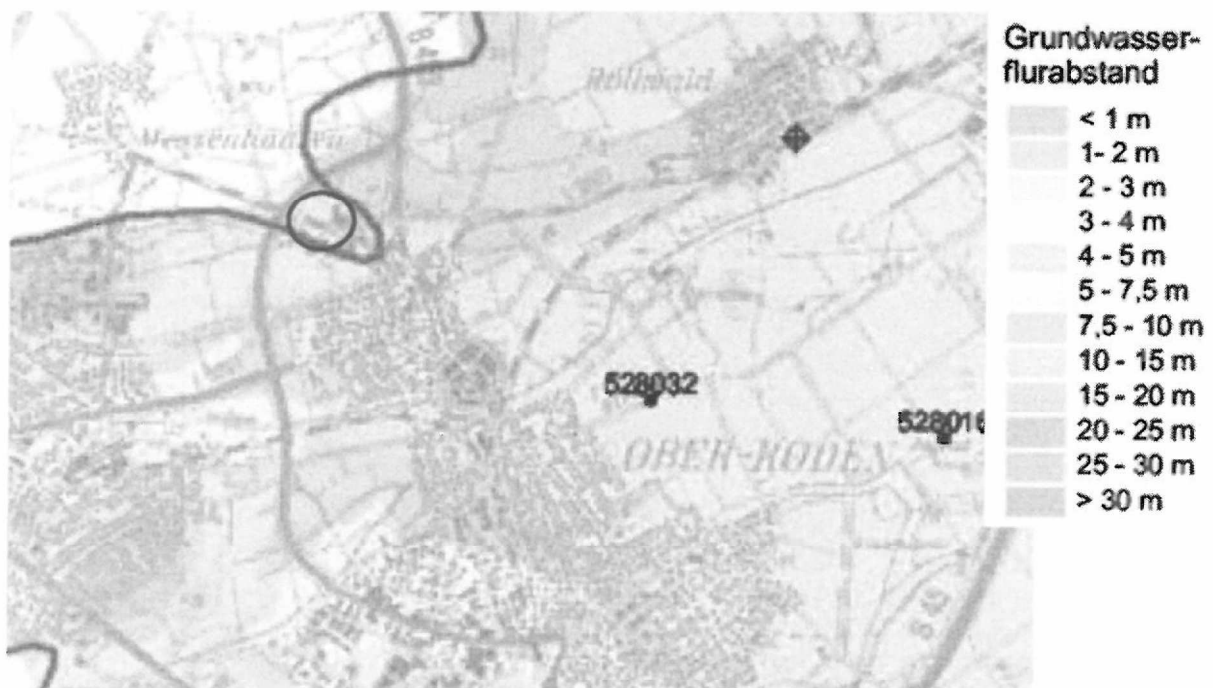 Grundwasser-
flurabstand
< 1 m
1- 2 m
2 - 3 m
3 - 4 m
4 - 5 m
5 - 7,5 m
7,5 - 10 m
10 - 15 m
15 - 20 m
20 - 25 m
25 - 30 m
> 30 m
Rollwald
Messenhausen
528032
528016
OBER-RODEN